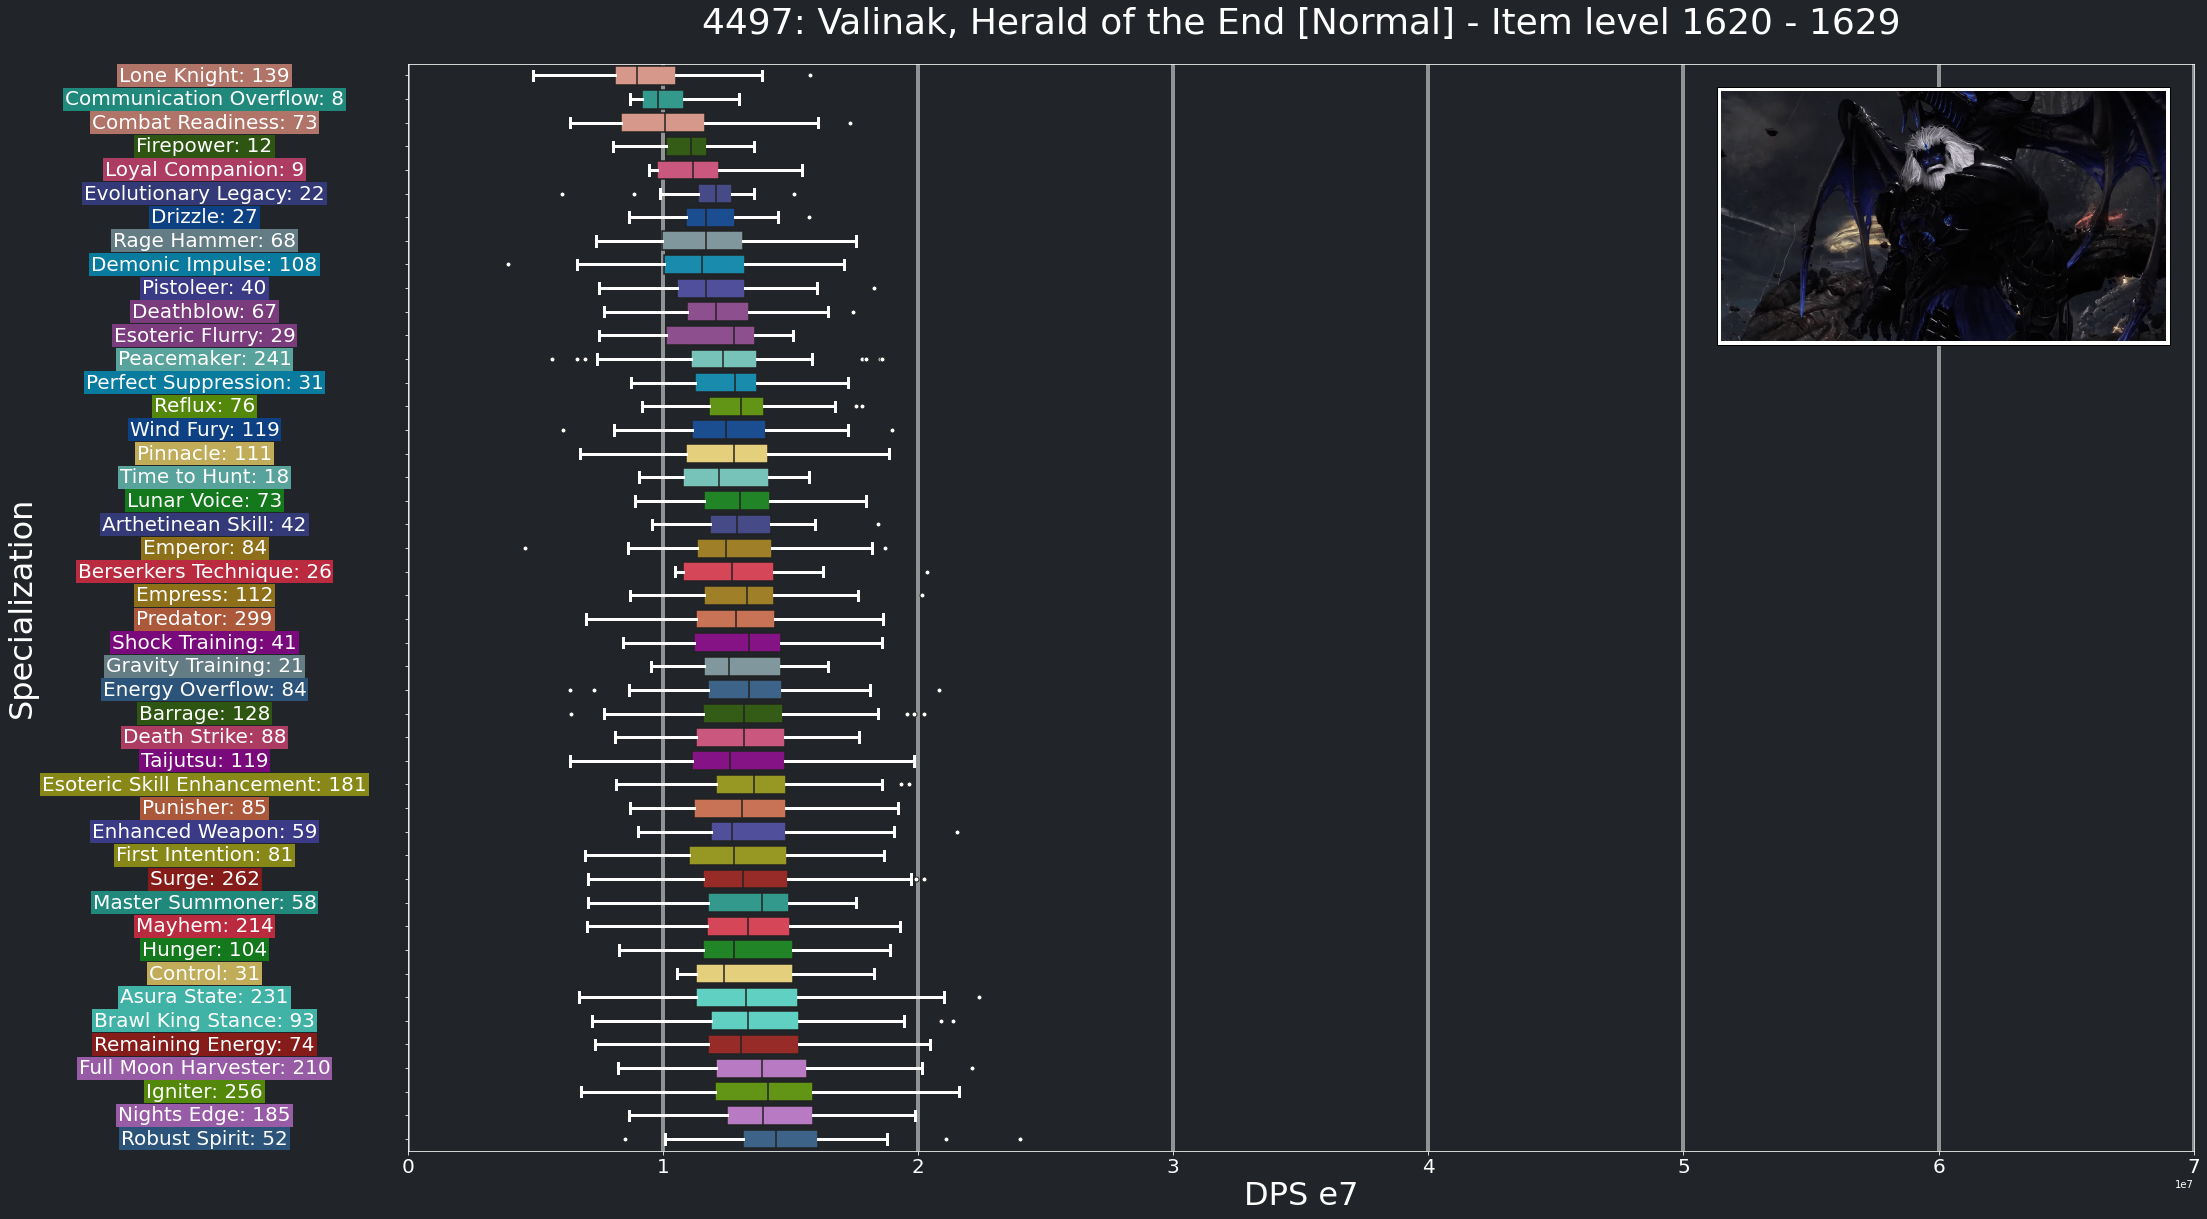 4497: Valinak, Herald of the End [Normal] - Item level 1620 - 1629
Specialization
Lone Knight: 139
Communication Overflow: 8
Combat Readiness: 73
Firepower: 12
Loyal Companion: 9
Evolutionary Legacy: 22
Drizzle: 27
Rage Hammer: 68
Demonic Impulse: 108
Pistoleer: 40
Deathblow: 67
Esoteric Flurry: 29
Peacemaker: 241
Perfect Suppression: 31
Reflux: 76
Wind Fury: 119
Pinnacle: 111
Time to Hunt: 18
Lunar Voice: 73
Arthetinean Skill: 42
Emperor: 84
Berserkers Technique: 26
Empress: 112
Predator: 299
Shock Training: 41
Gravity Training: 21
Energy Overflow: 84
Barrage: 128
Death Strike: 88
Taijutsu: 119
Esoteric Skill Enhancement: 181
Punisher: 85
Enhanced Weapon: 59
First Intention: 81
Surge: 262
Master Summoner: 58
Mayhem: 214
Hunger: 104
Control: 31
Asura State: 231
Brawl King Stance: 93
Remaining Energy: 74
Full Moon Harvester: 210
Igniter: 256
Nights Edge: 185
Robust Spirit: 52
0 1 2 3 4 5 6 7
1e7
DPS e7